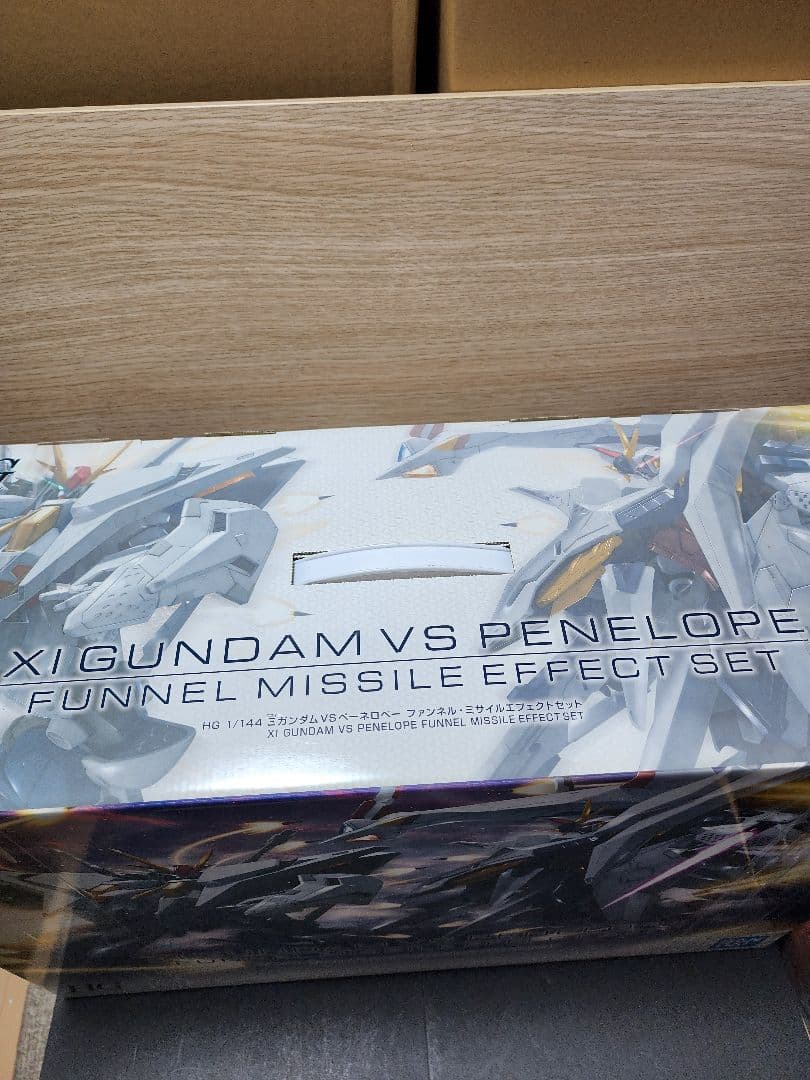 XI GUNDAM VS PENELOPE
FUNNEL MISSILE EFFECT SET
HG 1/144 ΞガンダムVSペーネロペー ファンネル・ミサイルエフェクトセット
XI GUNDAM VS PENELOPE FUNNEL MISSILE EFFECT SET